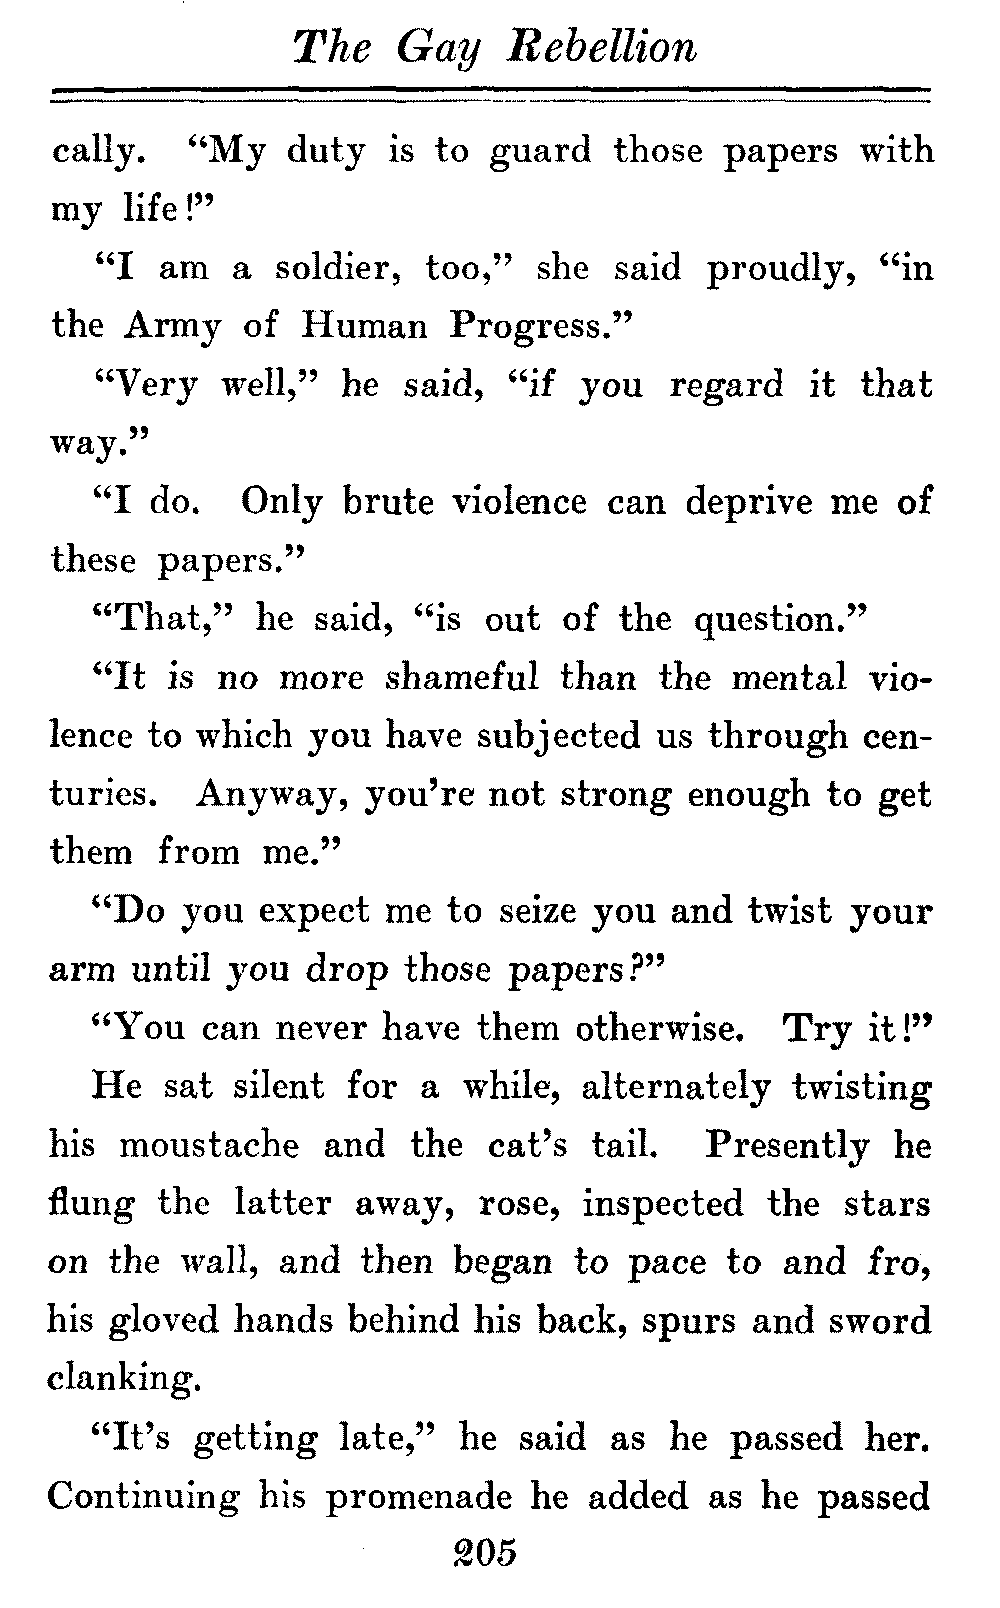 The Gay Rebellion
cally. “My duty is to guard those papers with
my life!”
“I am a soldier, too,” she said proudly, “in
the Army of Human Progress.”
“Very well,” he said, “if you regard it that
way.”
“I do. Only brute violence can deprive me of
these papers.”
“That,” he said, “is out of the question.”
“It is no more shameful than the mental vio-
lence to which you have subjected us through cen-
turies. Anyway, you’re not strong enough to get
them from me.”
“Do you expect me to seize you and twist your
arm until you drop those papers?”
“You can never have them otherwise. Try it!”
He sat silent for a while, alternately twisting
his moustache and the cat’s tail. Presently he
flung the latter away, rose, inspected the stars
on the wall, and then began to pace to and fro,
his gloved hands behind his back, spurs and sword
clanking.
“It’s getting late,” he said as he passed her.
Continuing his promenade he added as he passed
205